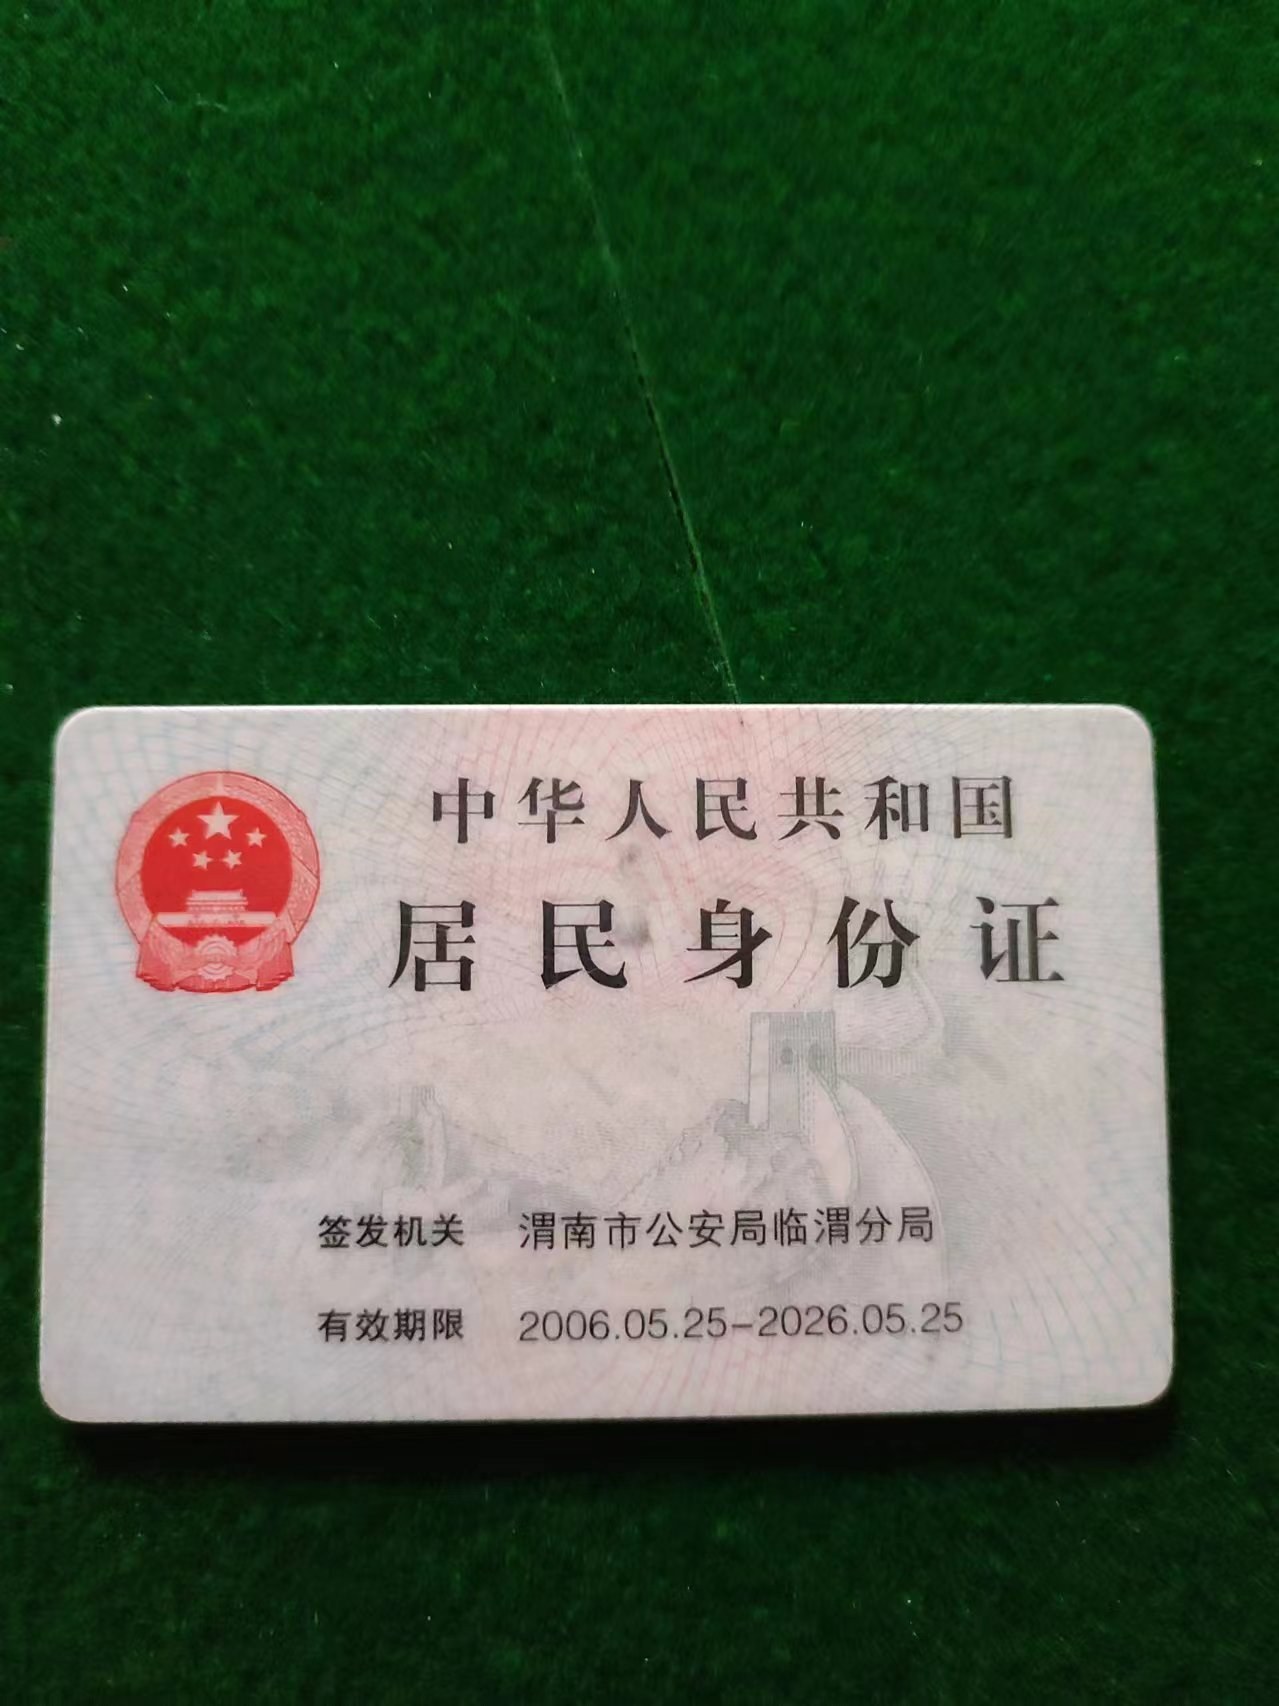 中华人民共和国
居民身份证
签发机关 渭南市公安局临渭分局
有效期限 2006.05.25-2026.05.25